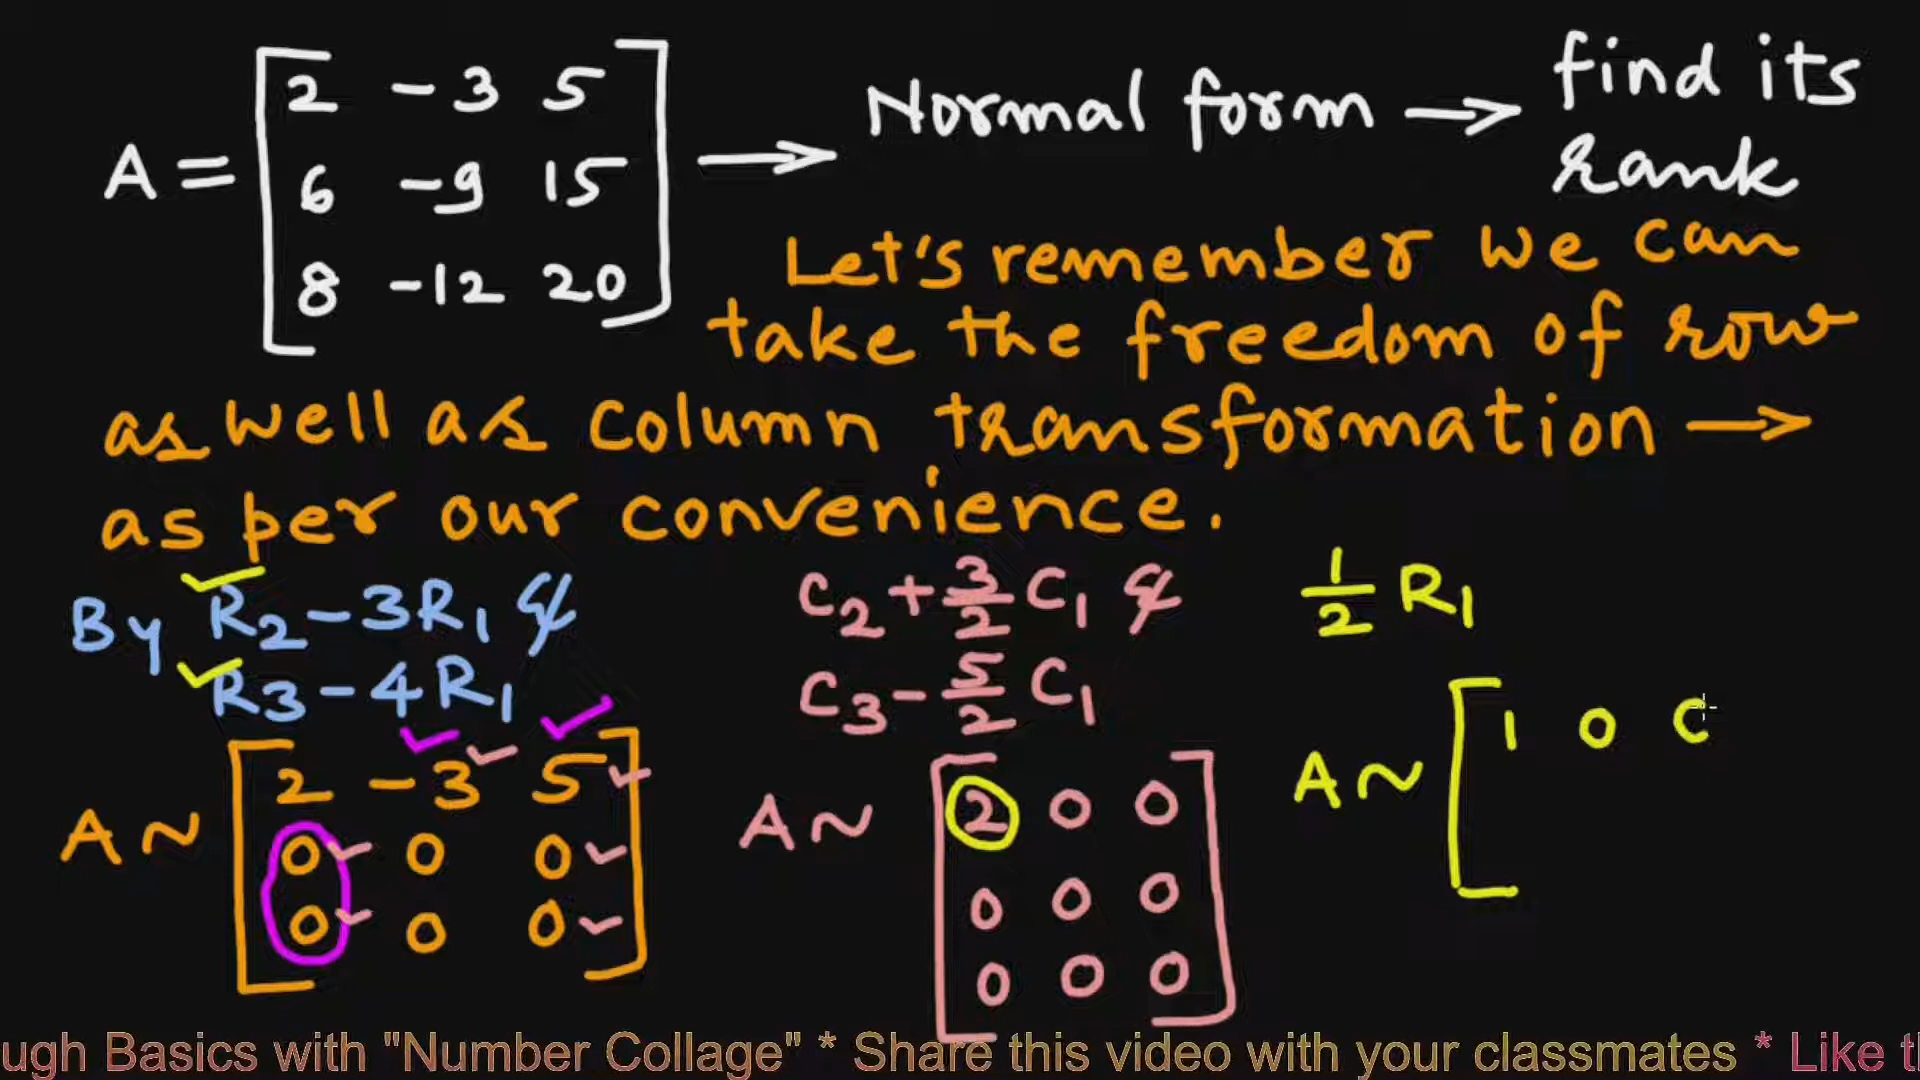 A = [ 2 -3 5
6 -9 15
8 -12 20 ] → Normal form → find its rank
Let's remember we can
take the freedom of row
as well as column transformation →
as per our convenience.
By R2 - 3R1 &
R3 - 4R1
A ~ [ 2 -3 5
0 0 0
0 0 0 ]
C2 + 3/2 C1 &
C3 - 5/2 C1
A ~ [ 2 0 0
0 0 0
0 0 0 ]
1/2 R1
A ~ [ 1 0
ugh Basics with "Number Collage" * Share this video with your classmates * Like t